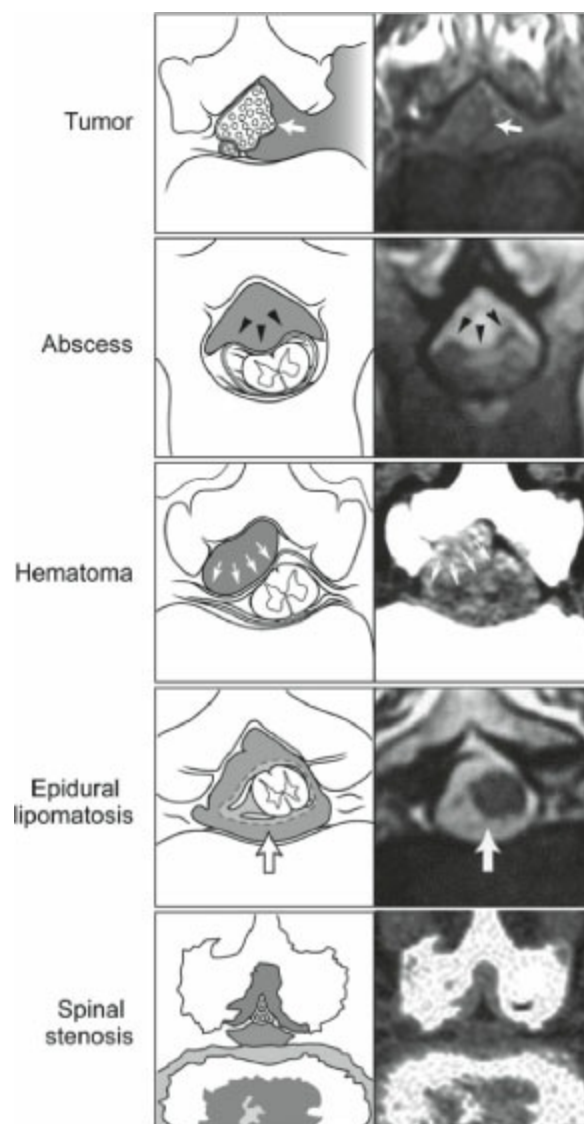 Tumor
Abscess
Hematoma
Epidural
lipomatosis
Spinal
stenosis